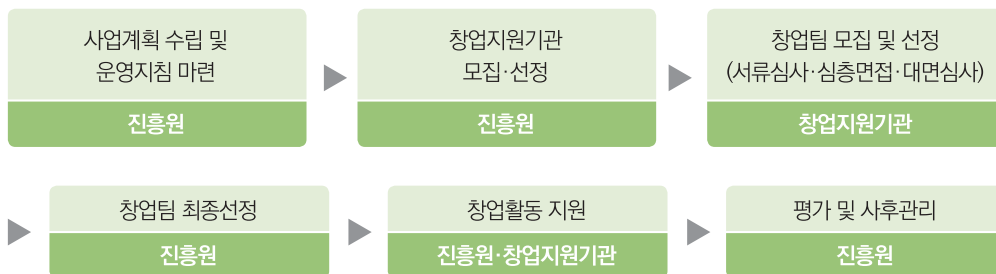 사업계획 수립 및
운영지침 마련
진흥원
창업지원기관
모집·선정
진흥원
창업팀 모집 및 선정
(서류심사·심층면접·대면심사)
창업지원기관
창업팀 최종선정
진흥원
창업활동 지원
진흥원·창업지원기관
평가 및 사후관리
진흥원